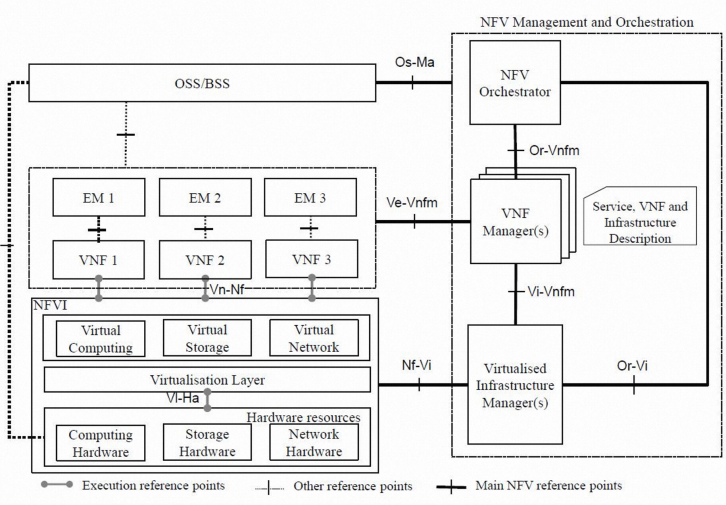 NFV Management and Orchestration
Os-Ma
OSS/BSS
NFV
Orchestrator
Or-Vnfm
EM 1
EM 2
EM 3
Ve-Vnfm
VNF
Manager(s)
Service, VNF and
Infrastructure
Description
VNF 1
VNF 2
VNF 3
Vn-Nf
Vi-Vnfm
NFVI
Virtual
Computing
Virtual
Storage
Virtual
Network
Nf-Vi
Virtualised
Infrastructure
Manager(s)
Or-Vi
Virtualisation Layer
Vl-Ha
Hardware resources
Computing
Hardware
Storage
Hardware
Network
Hardware
Execution reference points
Other reference points
Main NFV reference points